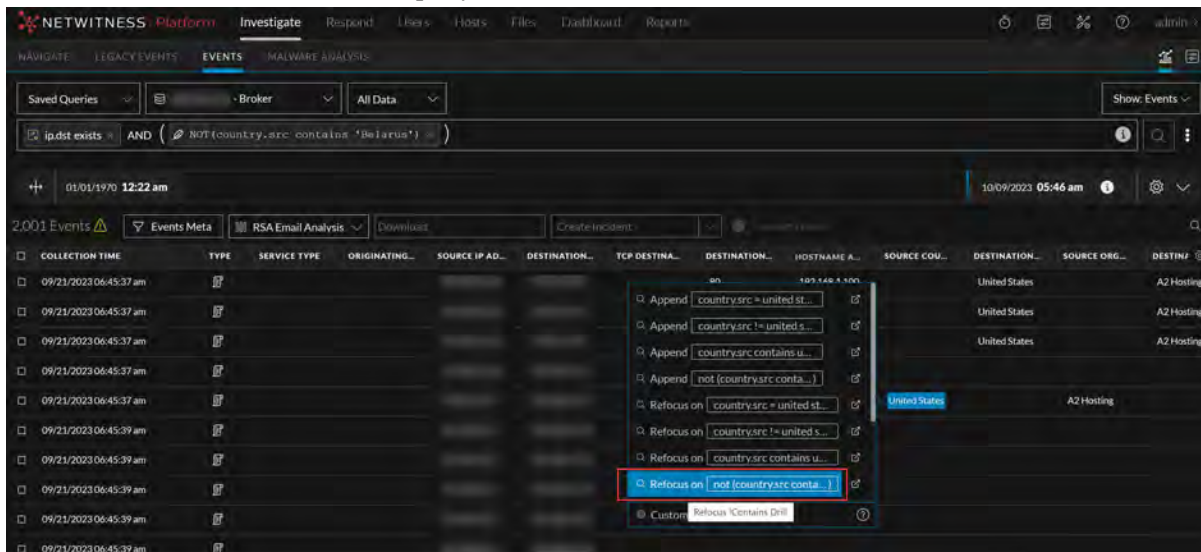 NETWITNESS Platform Investigate Respond Users Hosts Files Dashboard Reports admin
NAVIGATE LEGACY EVENTS EVENTS MALWARE ANALYSIS
Saved Queries - Broker All Data Show: Events
ip.dst exists AND ( NOT(country.src contains 'Belarus') )
01/01/1970 12:22 am 10/09/2023 05:46 am
2,001 Events Events Meta RSA Email Analysis Download Create Incident
COLLECTION TIME TYPE SERVICE TYPE ORIGINATING... SOURCE IP AD... DESTINATION... TCP DESTINA... DESTINATION... HOSTNAME A... SOURCE COU... DESTINATION... SOURCE ORG... DESTINA
09/21/2023 06:45:37 am 80 192.168.1.100 United States A2 Hosting
Append country.src = united st...
09/21/2023 06:45:37 am United States A2 Hosting
Append country.src != united s...
09/21/2023 06:45:37 am United States A2 Hosting
Append country.src contains u...
09/21/2023 06:45:37 am
Append not (country.src conta...)
09/21/2023 06:45:37 am United States A2 Hosting
Refocus on country.src = united st...
09/21/2023 06:45:39 am
Refocus on country.src != united s...
09/21/2023 06:45:39 am
Refocus on country.src contains u...
09/21/2023 06:45:39 am
Refocus on not (country.src conta...)
09/21/2023 06:45:39 am
Custom Refocus !Contains Drill
09/21/2023 06:45:39 am